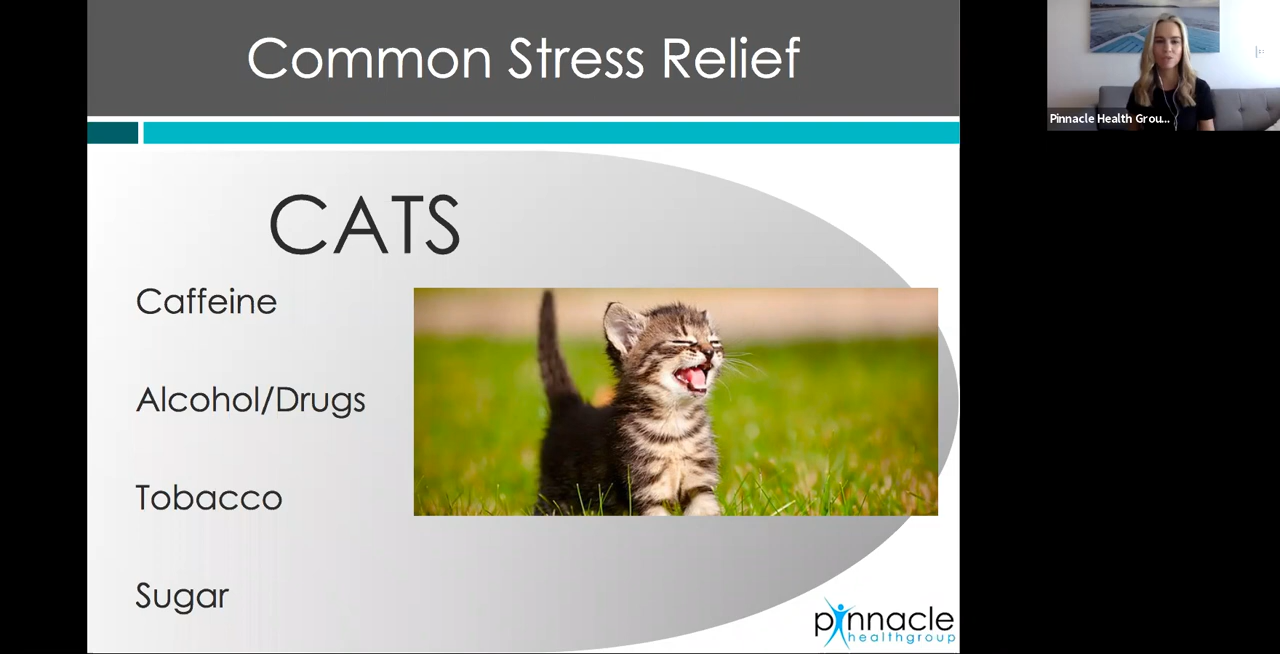 Common Stress Relief
CATS
Caffeine
Alcohol/Drugs
Tobacco
Sugar
pinnacle
healthgroup
Pinnacle Health Grou...